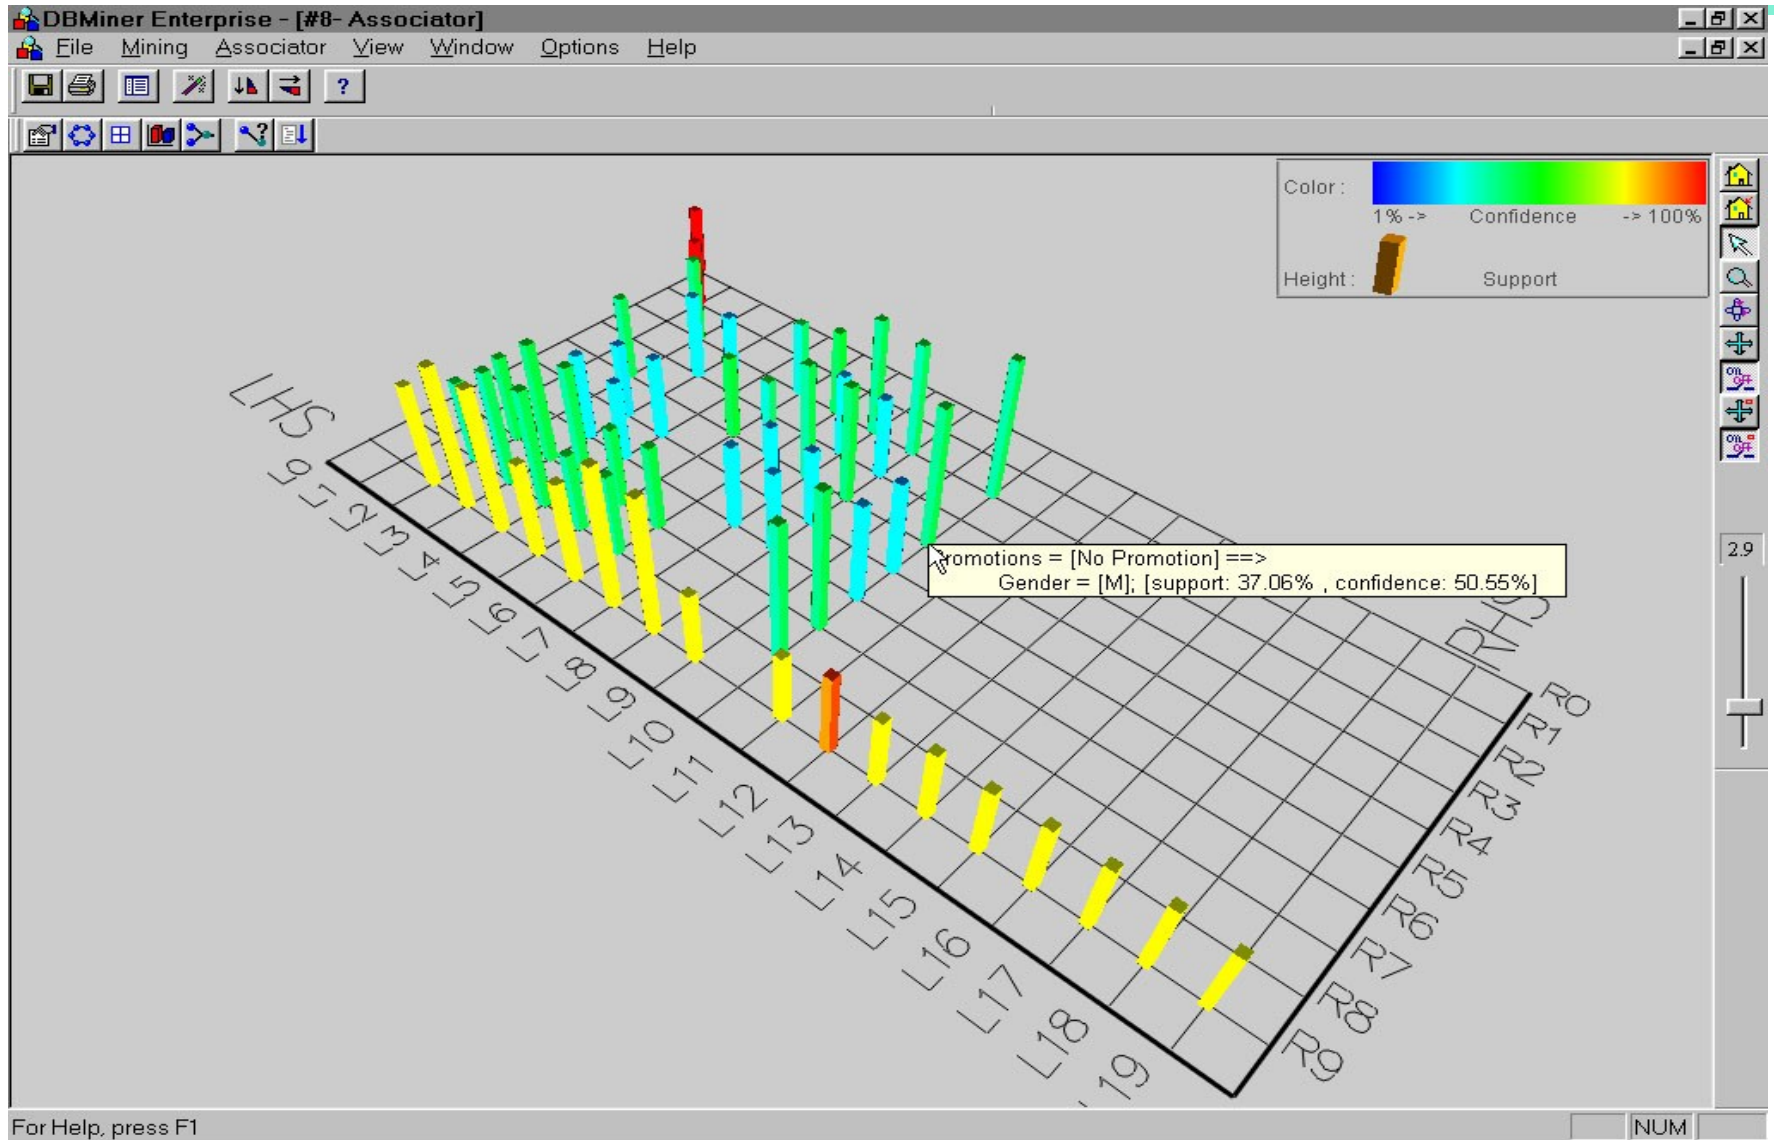 DBMiner Enterprise - [#8- Associator]
File Mining Associator View Window Options Help
Color :
1% -> Confidence -> 100%
Height : Support
LHS
L0
L1
L2
L3
L4
L5
L6
L7
L8
L9
L10
L11
L12
L13
L14
L15
L16
L17
L18
L19
2.9
Promotions = [No Promotion] ==>
Gender = [M]; [support: 37.06% , confidence: 50.55%]
RHS
R0
R1
R2
R3
R4
R5
R6
R7
R8
R9
For Help, press F1
NUM